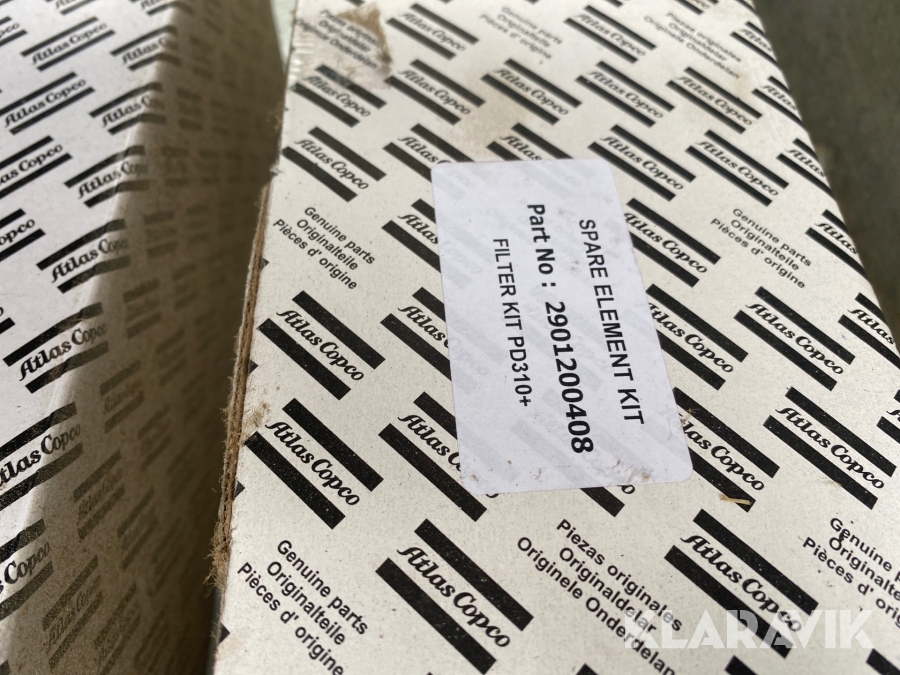 SPARE ELEMENT KIT
Part No : 2901200408
FILTER KIT PD310+
Atlas Copco
Genuine parts
Originalteile
Pièces d' origine
Piezas originales
Originaldelar
Originele Onderdelen
KLARAVIK